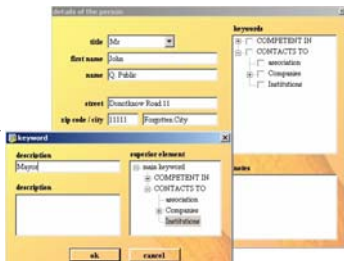 details of the person
keywords
title Mr
first name John
name Q. Public
street Donotknow Road 11
zip code / city 11111 Forgotten City
COMPETENT IN
CONTACTS TO
association
Companies
Institutions
notes
keyword
description
Mayor
description
superior element
main keyword
COMPETENT IN
CONTACTS TO
association
Companies
Institutions
ok cancel